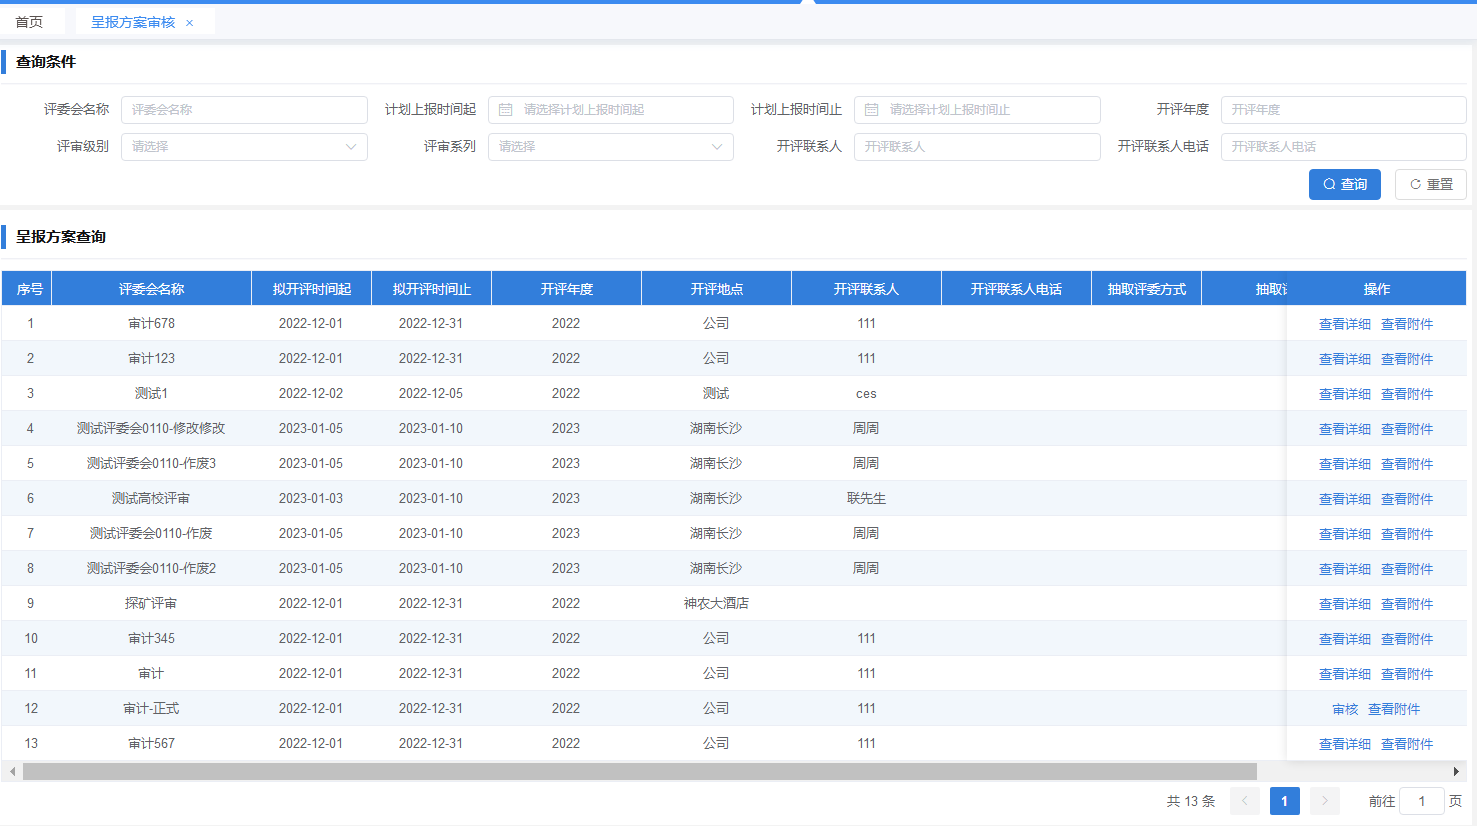 首页 呈报方案审核 ×
查询条件
评委会名称 评委会名称 计划上报时间起 请选择计划上报时间起 计划上报时间止 请选择计划上报时间止 开评年度 开评年度
评审级别 请选择 评审系列 请选择 开评联系人 开评联系人 开评联系人电话 开评联系人电话
查询 重置
呈报方案查询
序号 评委会名称 拟开评时间起 拟开评时间止 开评年度 开评地点 开评联系人 开评联系人电话 抽取评委方式 抽取 操作
1 审计678 2022-12-01 2022-12-31 2022 公司 111 查看详细 查看附件
2 审计123 2022-12-01 2022-12-31 2022 公司 111 查看详细 查看附件
3 测试1 2022-12-02 2022-12-05 2022 测试 ces 查看详细 查看附件
4 测试评委会0110-修改修改 2023-01-05 2023-01-10 2023 湖南长沙 周周 查看详细 查看附件
5 测试评委会0110-作废3 2023-01-05 2023-01-10 2023 湖南长沙 周周 查看详细 查看附件
6 测试高校评审 2023-01-03 2023-01-10 2023 湖南长沙 联先生 查看详细 查看附件
7 测试评委会0110-作废 2023-01-05 2023-01-10 2023 湖南长沙 周周 查看详细 查看附件
8 测试评委会0110-作废2 2023-01-05 2023-01-10 2023 湖南长沙 周周 查看详细 查看附件
9 探矿评审 2022-12-01 2022-12-31 2022 神农大酒店 查看详细 查看附件
10 审计345 2022-12-01 2022-12-31 2022 公司 111 查看详细 查看附件
11 审计 2022-12-01 2022-12-31 2022 公司 111 查看详细 查看附件
12 审计-正式 2022-12-01 2022-12-31 2022 公司 111 审核 查看附件
13 审计567 2022-12-01 2022-12-31 2022 公司 111 查看详细 查看附件
共 13 条 1 前往 1 页